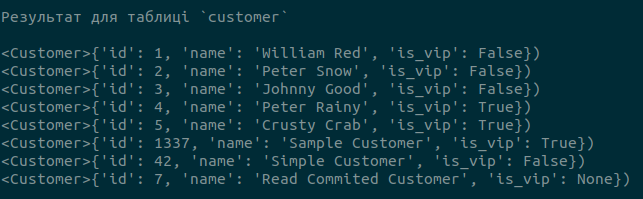 Результат для таблиці `customer`
<Customer>{'id': 1, 'name': 'William Red', 'is_vip': False})
<Customer>{'id': 2, 'name': 'Peter Snow', 'is_vip': False})
<Customer>{'id': 3, 'name': 'Johnny Good', 'is_vip': False})
<Customer>{'id': 4, 'name': 'Peter Rainy', 'is_vip': True})
<Customer>{'id': 5, 'name': 'Crusty Crab', 'is_vip': True})
<Customer>{'id': 1337, 'name': 'Sample Customer', 'is_vip': True})
<Customer>{'id': 42, 'name': 'Simple Customer', 'is_vip': False})
<Customer>{'id': 7, 'name': 'Read Commited Customer', 'is_vip': None})